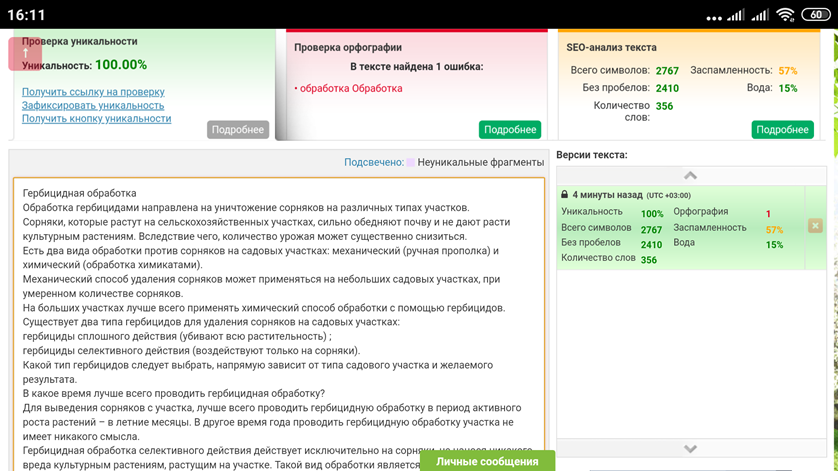 16:11
60
Проверка уникальности
Уникальность: 100.00%
Получить ссылку на проверку
Зафиксировать уникальность
Получить кнопку уникальности
Подробнее
Проверка орфографии
В тексте найдена 1 ошибка:
• обработка Обработка
Подробнее
SEO-анализ текста
Всего символов: 2767 Заспамленность: 57%
Без пробелов: 2410 Вода: 15%
Количество слов: 356
Подробнее
Подсвечено: Неуникальные фрагменты
Гербицидная обработка
Обработка гербицидами направлена на уничтожение сорняков на различных типах участков.
Сорняки, которые растут на сельскохозяйственных участках, сильно обедняют почву и не дают расти
культурным растениям. Вследствие чего, количество урожая может существенно снизиться.
Есть два вида обработки против сорняков на садовых участках: механический (ручная прополка) и
химический (обработка химикатами).
Механический способ удаления сорняков может применяться на небольших садовых участках, при
умеренном количестве сорняков.
На больших участках лучше всего применять химический способ обработки с помощью гербицидов.
Существует два типа гербицидов для удаления сорняков на садовых участках:
гербициды сплошного действия (убивают всю растительность) ;
гербициды селективного действия (воздействуют только на сорняки).
Какой тип гербицидов следует выбрать, напрямую зависит от типа садового участка и желаемого
результата.
В какое время лучше всего проводить гербицидная обработку?
Для выведения сорняков с участка, лучше всего проводить гербицидную обработку в период активного
роста растений – в летние месяцы. В другое время года проводить гербицидную обработку участка не
имеет никакого смысла.
Гербицидная обработка селективного действия действует исключительно на сорняки, не нанося никакого
вреда культурным растениям, растущим на участке. Такой вид обработки является
Личные сообщения
Версии текста:
4 минуты назад (UTC +03:00)
Уникальность 100% Орфография 1
Всего символов 2767 Заспамленность 57%
Без пробелов 2410 Вода 15%
Количество слов 356